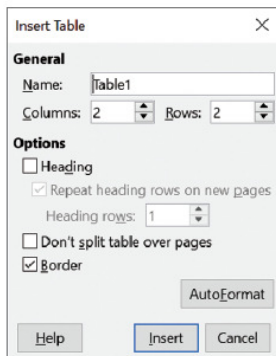 Insert Table
General
Name: Table1
Columns: 2 Rows: 2
Options
Heading
Repeat heading rows on new pages
Heading rows: 1
Don't split table over pages
Border
AutoFormat
Help Insert Cancel